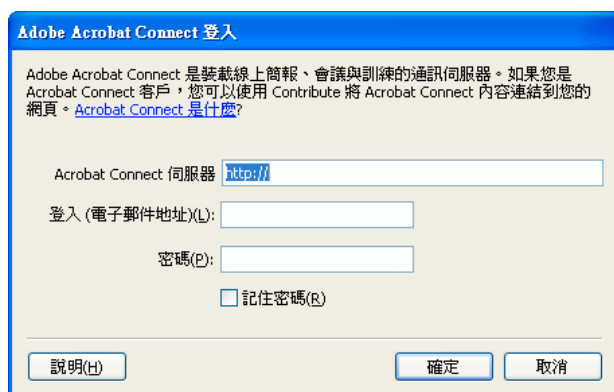 Adobe Acrobat Connect 登入
Adobe Acrobat Connect 是裝載線上簡報、會議與訓練的通訊伺服器。如果您是
Acrobat Connect 客戶，您可以使用 Contribute 將 Acrobat Connect 內容連結到您的
網頁。Acrobat Connect 是什麼?
Acrobat Connect 伺服器 http://
登入 (電子郵件地址)(L):
密碼(P):
記住密碼(R)
說明(H) 確定 取消